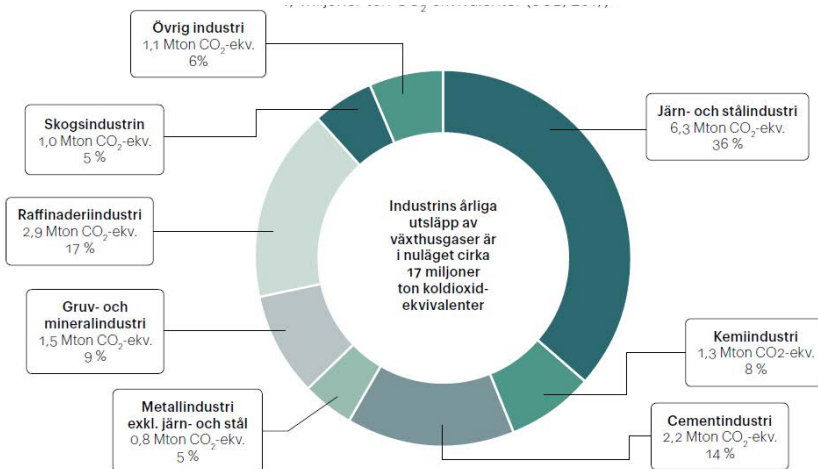 Övrig industri
1,1 Mton CO₂-ekv.
6%
Skogsindustrin
1,0 Mton CO₂-ekv.
5 %
Raffinaderiindustri
2,9 Mton CO₂-ekv.
17 %
Gruv- och
mineralindustri
1,5 Mton CO₂-ekv.
9 %
Metallindustri
exkl. järn- och stål
0,8 Mton CO₂-ekv.
5 %
Industrins årliga
utsläpp av
växthusgaser är
i nuläget cirka
17 miljoner
ton koldioxid-
ekvivalenter
Järn- och stålindustri
6,3 Mton CO₂-ekv.
36 %
Kemiindustri
1,3 Mton CO2-ekv.
8 %
Cementindustri
2,2 Mton CO₂-ekv.
14 %